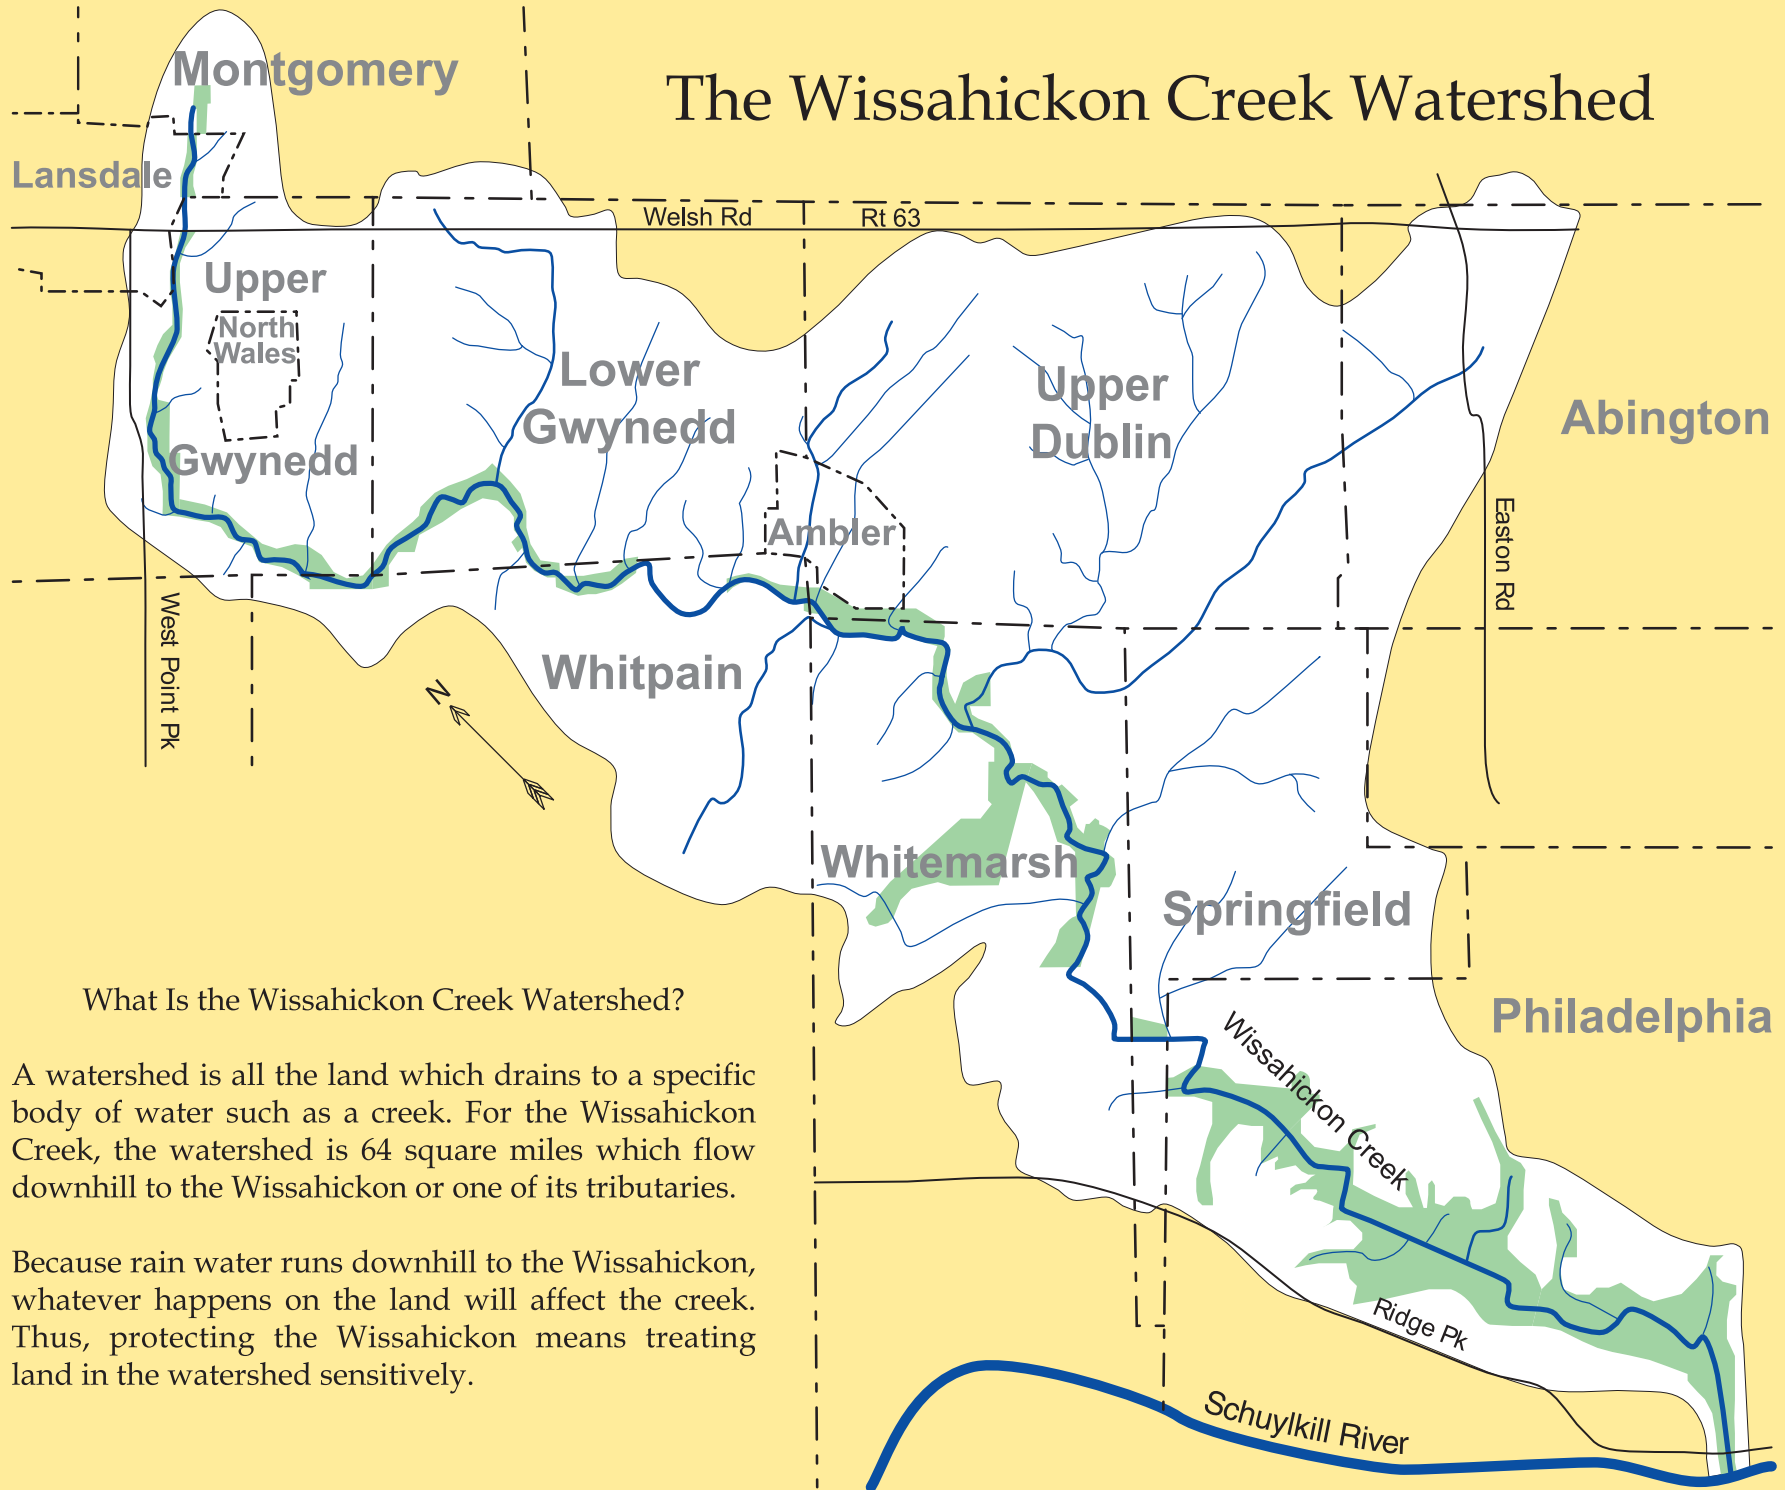 The Wissahickon Creek Watershed
Montgomery
Lansdale
Welsh Rd
Rt 63
Upper
North
Wales
Gwynedd
Lower
Gwynedd
Upper
Dublin
Abington
Ambler
Easton Rd
West Point Pk
Whitpain
N
Whitemarsh
Springfield
Philadelphia
Wissahickon Creek
Ridge Pk
Schuylkill River
What Is the Wissahickon Creek Watershed?
A watershed is all the land which drains to a specific
body of water such as a creek. For the Wissahickon
Creek, the watershed is 64 square miles which flow
downhill to the Wissahickon or one of its tributaries.
Because rain water runs downhill to the Wissahickon,
whatever happens on the land will affect the creek.
Thus, protecting the Wissahickon means treating
land in the watershed sensitively.